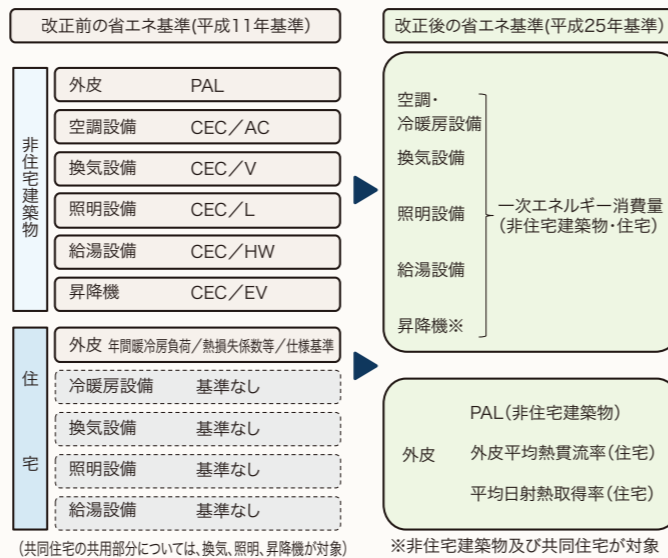 改正前の省エネ基準(平成11年基準)
非住宅建築物
外皮 PAL
空調設備 CEC/AC
換気設備 CEC/V
照明設備 CEC/L
給湯設備 CEC/HW
昇降機 CEC/EV
住宅
外皮 年間暖冷房負荷/熱損失係数等/仕様基準
冷暖房設備 基準なし
換気設備 基準なし
照明設備 基準なし
給湯設備 基準なし
(共同住宅の共用部分については、換気、照明、昇降機が対象)
改正後の省エネ基準(平成25年基準)
空調・
冷暖房設備
換気設備
照明設備
給湯設備
昇降機※
一次エネルギー消費量
(非住宅建築物・住宅)
外皮
PAL(非住宅建築物)
外皮平均熱貫流率(住宅)
平均日射熱取得率(住宅)
※非住宅建築物及び共同住宅が対象